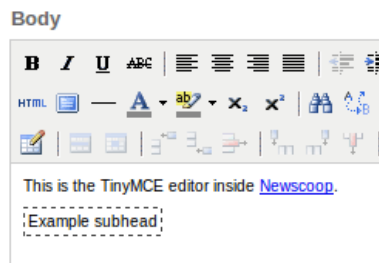 Body
B I U ABC
HTML A ab x₂ x²
A B
This is the TinyMCE editor inside Newscoop.
Example subhead